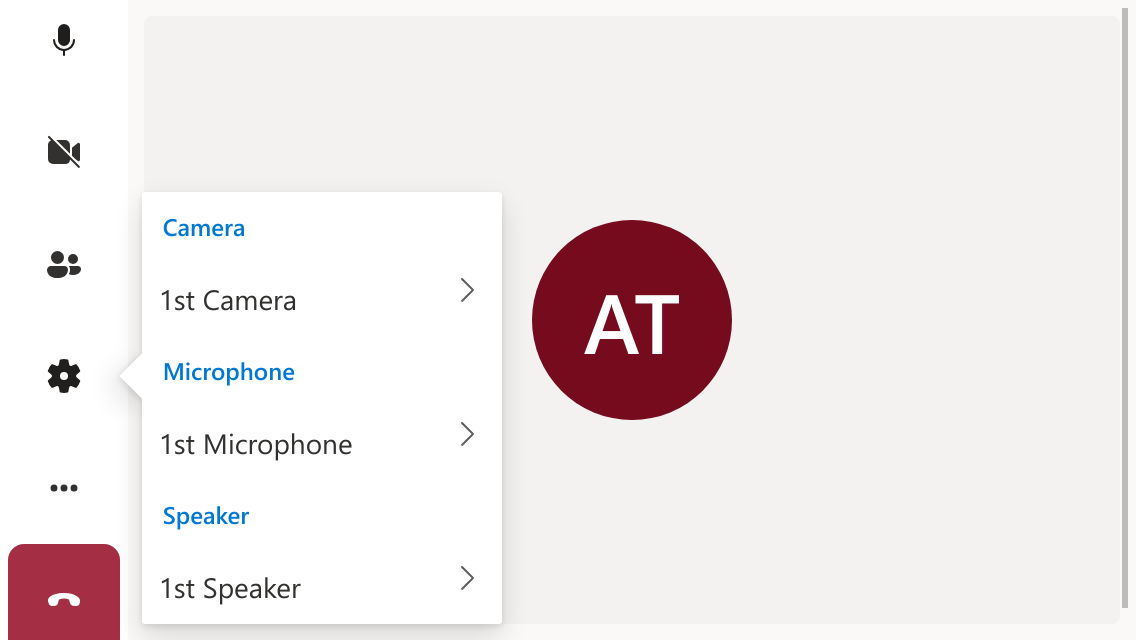 Camera
1st Camera
Microphone
1st Microphone
Speaker
1st Speaker
AT